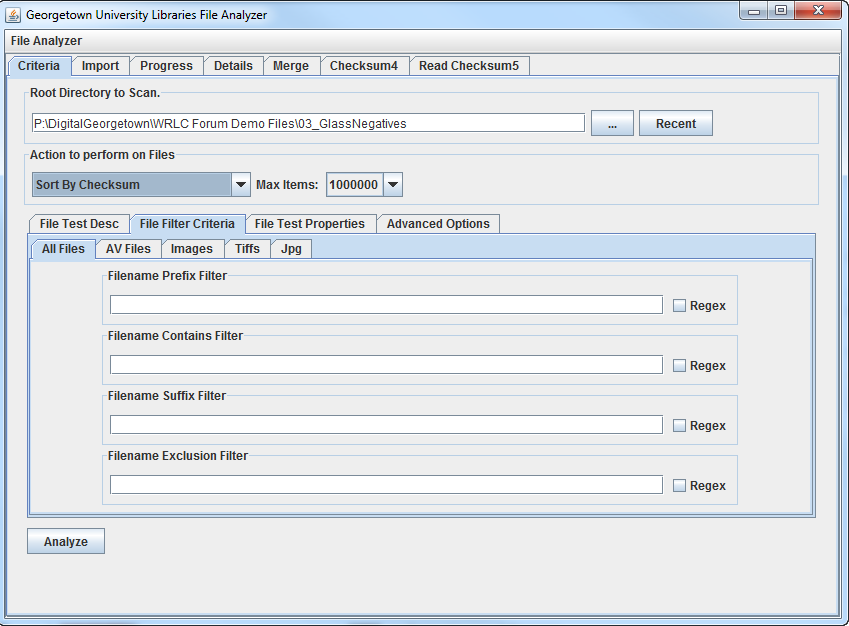 Georgetown University Libraries File Analyzer
File Analyzer
Criteria Import Progress Details Merge Checksum4 Read Checksum5
Root Directory to Scan.
P:\DigitalGeorgetown\WRLC Forum Demo Files\03_GlassNegatives ... Recent
Action to perform on Files
Sort By Checksum Max Items: 1000000
File Test Desc File Filter Criteria File Test Properties Advanced Options
All Files AV Files Images Tiffs Jpg
Filename Prefix Filter
Regex
Filename Contains Filter
Regex
Filename Suffix Filter
Regex
Filename Exclusion Filter
Regex
Analyze